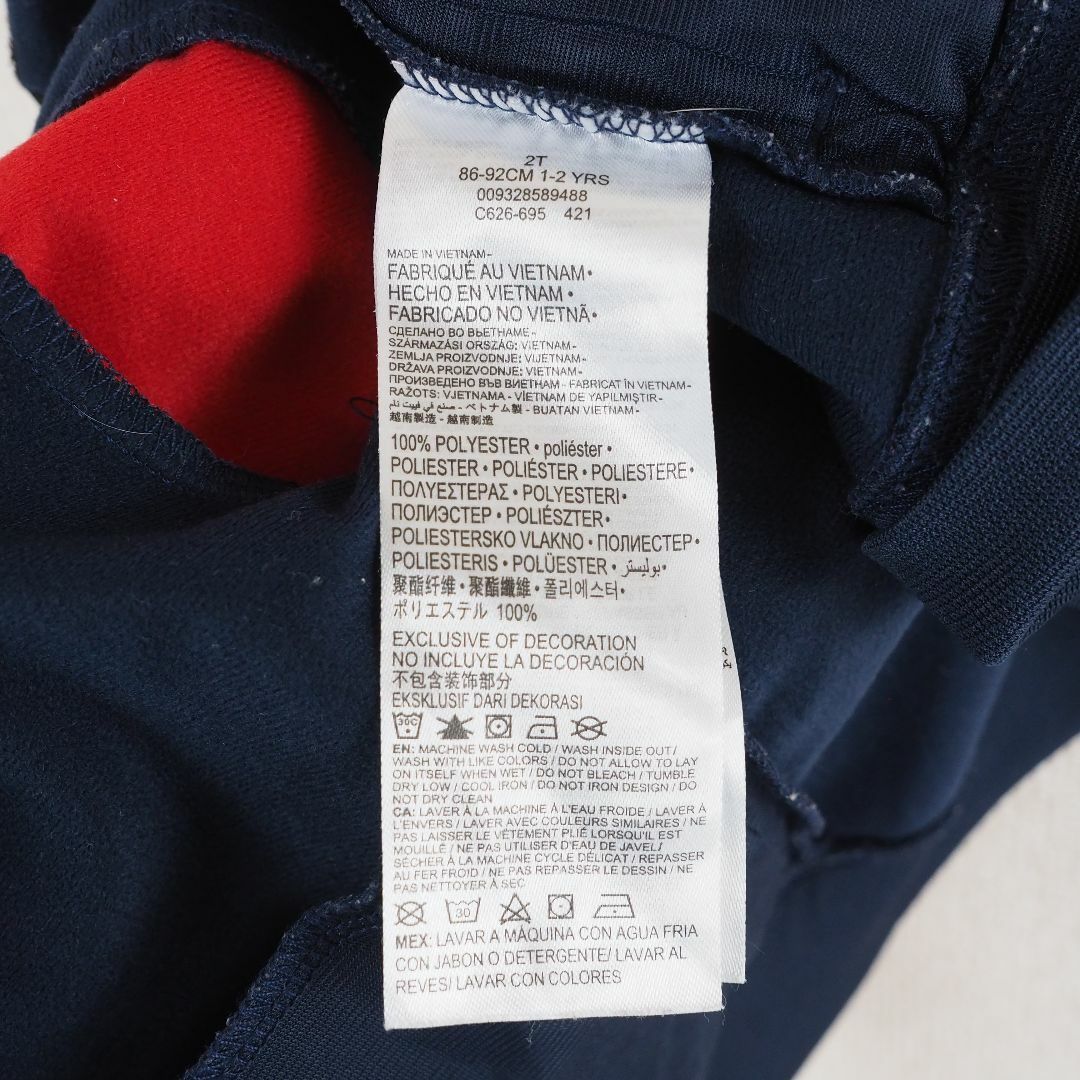 2T
86-92CM 1-2 YRS
009328589488
C626-695 421
MADE IN VIETNAM-
FABRIQUÉ AU VIETNAM•
HECHO EN VIETNAM •
FABRICADO NO VIETNÃ•
СДЕЛАНО ВО ВЬЕТНАМЕ-
SZÁRMAZÁSI ORSZÁG: VIETNAM-
ZEMLJA PROIZVODNJE: VIJETNAM-
DRŽAVA PROIZVODNJE: VIETNAM-
ПРОИЗВЕДЕНО ВЪВ ВИЕТНАМ - FABRICAT ÎN VIETNAM-
RAŽOTS: VJETNAMA - VİETNAM DE YAPILMIŞTIR-
صنع في فييت نام - ベトナム製 - BUATAN VIETNAM-
越南製造 - 越南制造
100% POLYESTER • poliéster •
POLIESTER • POLIÉSTER • POLIESTERE•
ΠΟΛΥΕΣΤΕΡΑΣ • POLYESTERI•
ПОЛИЭСТЕР • POLIÉSZTER•
POLIESTERSKO VLAKNO • ПОЛИЕСТЕР•
POLIESTERIS • POLÜESTER • بوليستر•
聚酯纤维 • 聚酯纖維 • 폴리에스터•
ポリエステル 100%
EXCLUSIVE OF DECORATION
NO INCLUYE LA DECORACIÓN
不包含装饰部分
EKSKLUSIF DARI DEKORASI
30C
EN: MACHINE WASH COLD / WASH INSIDE OUT/
WASH WITH LIKE COLORS / DO NOT ALLOW TO LAY
ON ITSELF WHEN WET / DO NOT BLEACH / TUMBLE
DRY LOW / COOL IRON / DO NOT IRON DESIGN / DO
NOT DRY CLEAN
CA: LAVER À LA MACHINE À L'EAU FROIDE / LAVER À
L'ENVERS / LAVER AVEC COULEURS SIMILAIRES / NE
PAS LAISSER LE VÊTEMENT PLIÉ LORSQU'IL EST
MOUILLÉ / NE PAS UTILISER D'EAU DE JAVEL/
SÉCHER À LA MACHINE CYCLE DÉLICAT / REPASSER
AU FER FROID / NE PAS REPASSER LE DESSIN / NE
PAS NETTOYER À SEC
30
MEX: LAVAR A MÁQUINA CON AGUA FRIA
CON JABON O DETERGENTE/ LAVAR AL
REVES/ LAVAR CON COLORES